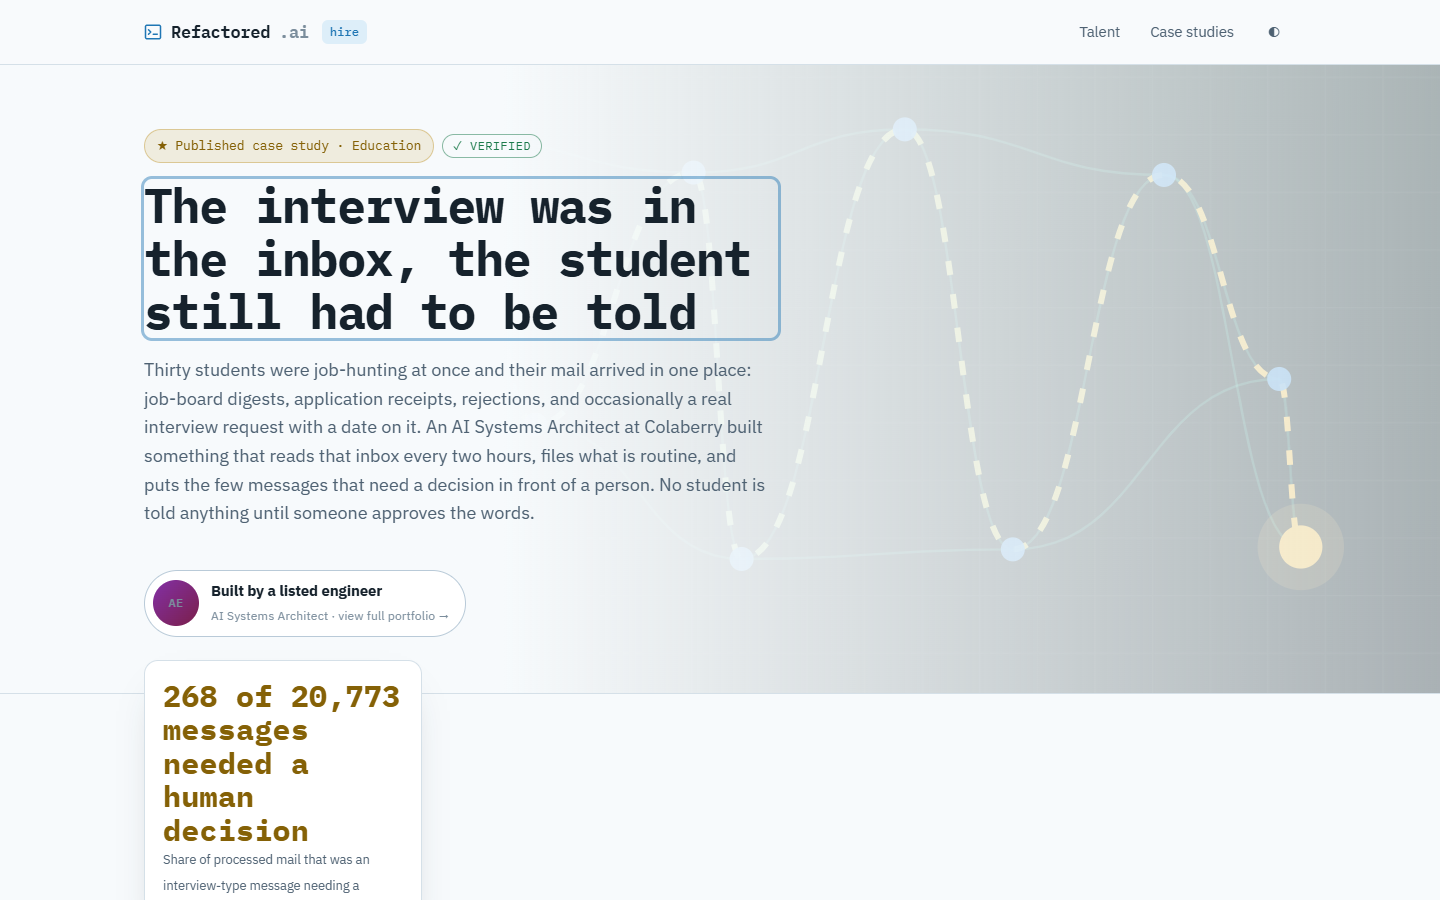 Refactored .ai hire
Talent
Case studies
★ Published case study · Education
✓ VERIFIED
The interview was in
the inbox, the student
still had to be told
Thirty students were job-hunting at once and their mail arrived in one place:
job-board digests, application receipts, rejections, and occasionally a real
interview request with a date on it. An AI Systems Architect at Colaberry built
something that reads that inbox every two hours, files what is routine, and
puts the few messages that need a decision in front of a person. No student is
told anything until someone approves the words.
AE
Built by a listed engineer
AI Systems Architect · view full portfolio →
268 of 20,773
messages
needed a
human
decision
Share of processed mail that was an
interview-type message needing a